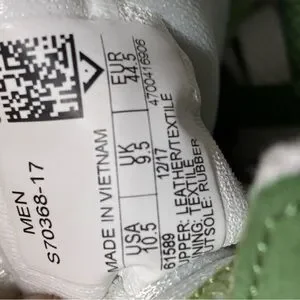 MEN
S70368-17
MADE IN VIETNAM
USA UK EUR
10.5 9.5 44.5
4700416906
61589 12/17
UPPER: LEATHER/TEXTILE
LINING: TEXTILE
OUTSOLE: RUBBER